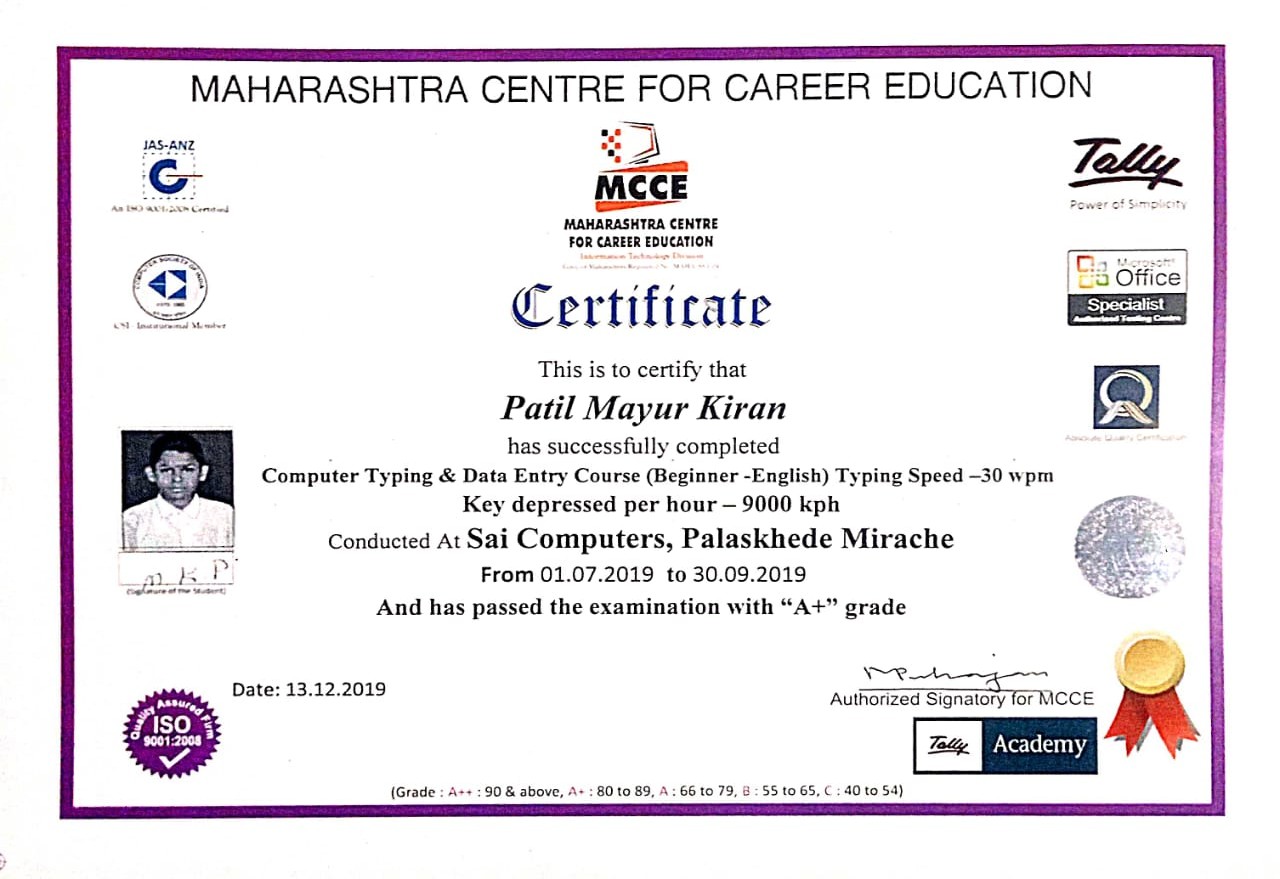 MAHARASHTRA CENTRE FOR CAREER EDUCATION
JAS-ANZ
An ISO 9001:2008 Certified
MCCE
MAHARASHTRA CENTRE
FOR CAREER EDUCATION
Information Technology Division
Tally
Power of Simplicity
COMPUTER SOCIETY OF INDIA
CSI - Institutional Member
Microsoft
Office
Specialist
Authorized Testing Centre
Certificate
This is to certify that
Patil Mayur Kiran
has successfully completed
Absolute Quality Certification
Computer Typing & Data Entry Course (Beginner -English) Typing Speed –30 wpm
Key depressed per hour – 9000 kph
Conducted At Sai Computers, Palaskhede Mirache
From 01.07.2019 to 30.09.2019
And has passed the examination with “A+” grade
M K P
(Signature of the Student)
Date: 13.12.2019
Authorized Signatory for MCCE
Quality Assured Firm
ISO
9001:2008
Tally Academy
(Grade : A++ : 90 & above, A+ : 80 to 89, A : 66 to 79, B : 55 to 65, C : 40 to 54)